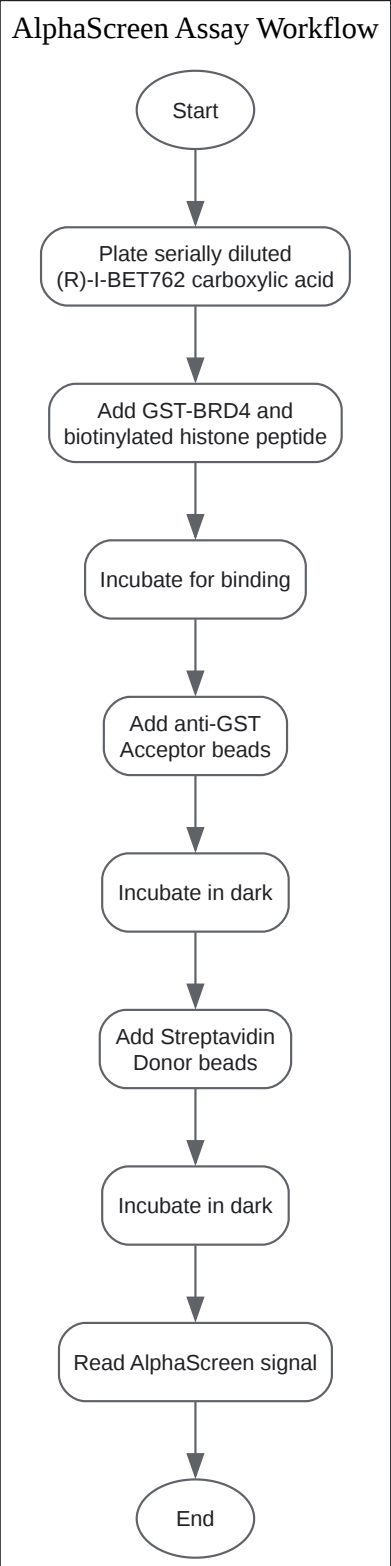 AlphaScreen Assay Workflow
Start
Plate serially diluted
(R)-I-BET762 carboxylic acid
Add GST-BRD4 and
biotinylated histone peptide
Incubate for binding
Add anti-GST
Acceptor beads
Incubate in dark
Add Streptavidin
Donor beads
Incubate in dark
Read AlphaScreen signal
End